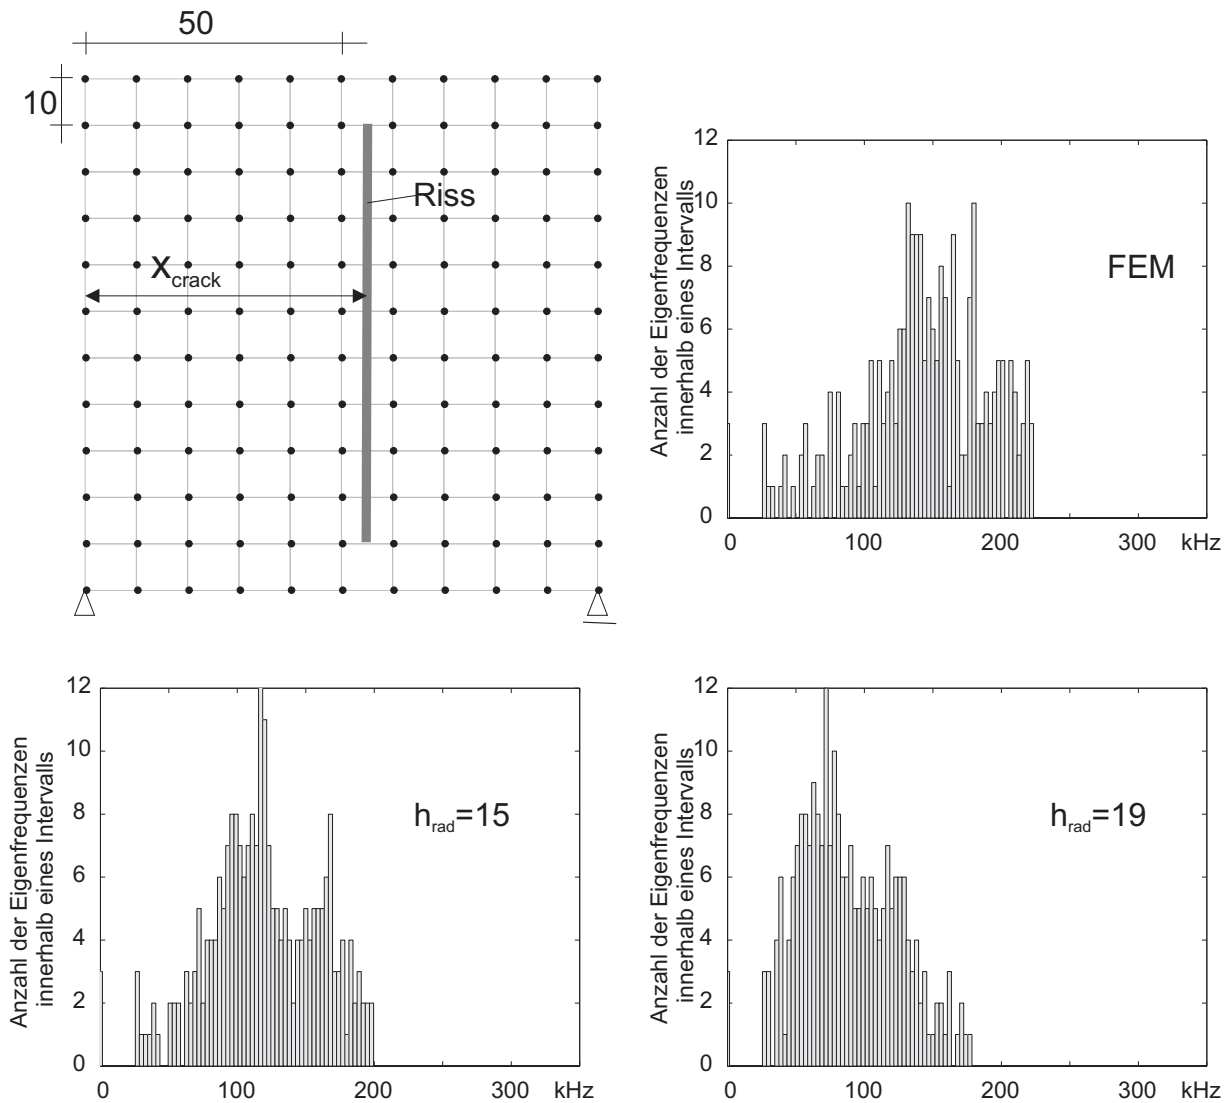 50
10
Riss
Xcrack
Anzahl der Eigenfrequenzen
innerhalb eines Intervalls
12
10
8
6
4
2
0
FEM
0 100 200 300 kHz
Anzahl der Eigenfrequenzen
innerhalb eines Intervalls
12
10
8
6
4
2
0
hrad=15
0 100 200 300 kHz
Anzahl der Eigenfrequenzen
innerhalb eines Intervalls
12
10
8
6
4
2
0
hrad=19
0 100 200 300 kHz